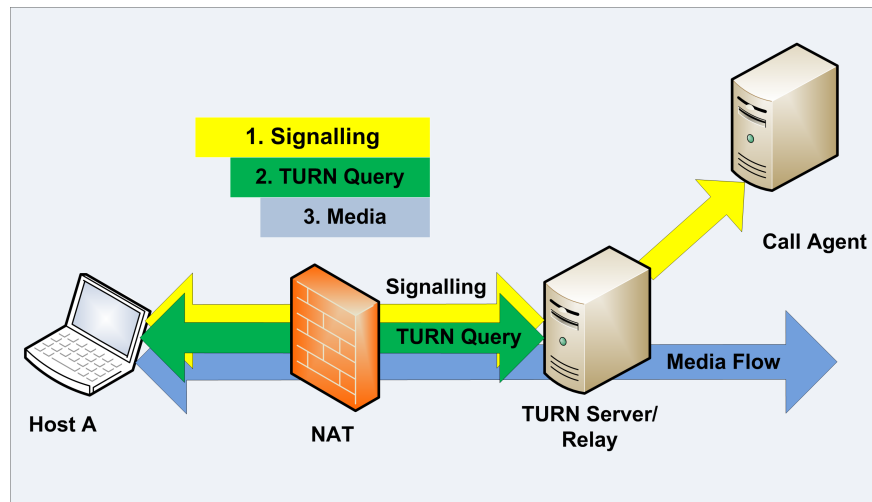 1. Signalling
2. TURN Query
3. Media
Call Agent
Signalling
TURN Query
Media Flow
Host A
NAT
TURN Server/
Relay